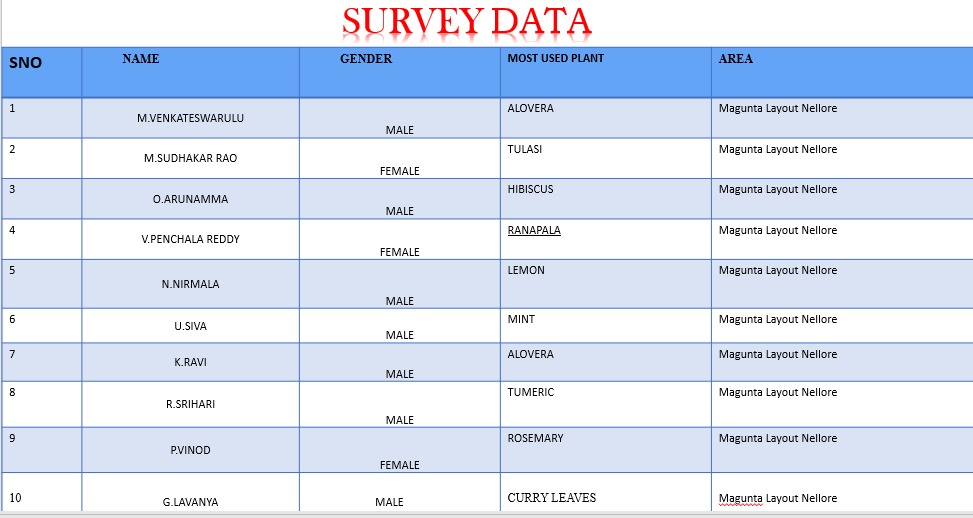 SURVEY DATA
SNO NAME GENDER MOST USED PLANT AREA
1 M.VENKATESWARULU MALE ALOVERA Magunta Layout Nellore
2 M.SUDHAKAR RAO FEMALE TULASI Magunta Layout Nellore
3 O.ARUNAMMA MALE HIBISCUS Magunta Layout Nellore
4 V.PENCHALA REDDY FEMALE RANAPALA Magunta Layout Nellore
5 N.NIRMALA MALE LEMON Magunta Layout Nellore
6 U.SIVA MALE MINT Magunta Layout Nellore
7 K.RAVI MALE ALOVERA Magunta Layout Nellore
8 R.SRIHARI MALE TUMERIC Magunta Layout Nellore
9 P.VINOD FEMALE ROSEMARY Magunta Layout Nellore
10 G.LAVANYA MALE CURRY LEAVES Magunta Layout Nellore